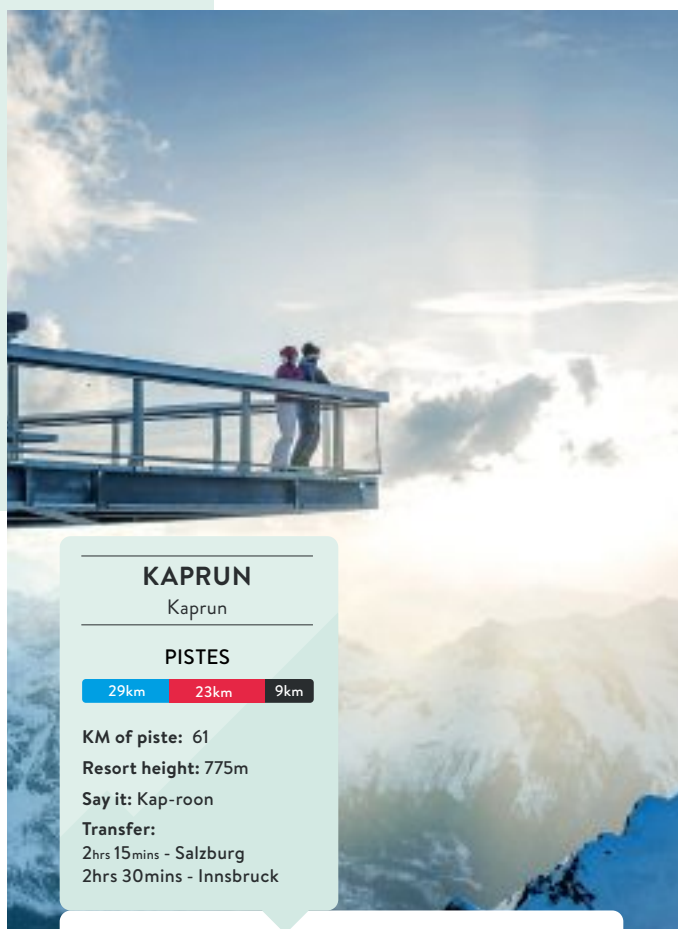 KAPRUN
Kaprun
PISTES
29km 23km 9km
KM of piste: 61
Resort height: 775m
Say it: Kap-roon
Transfer:
2hrs 15mins - Salzburg
2hrs 30mins - Innsbruck